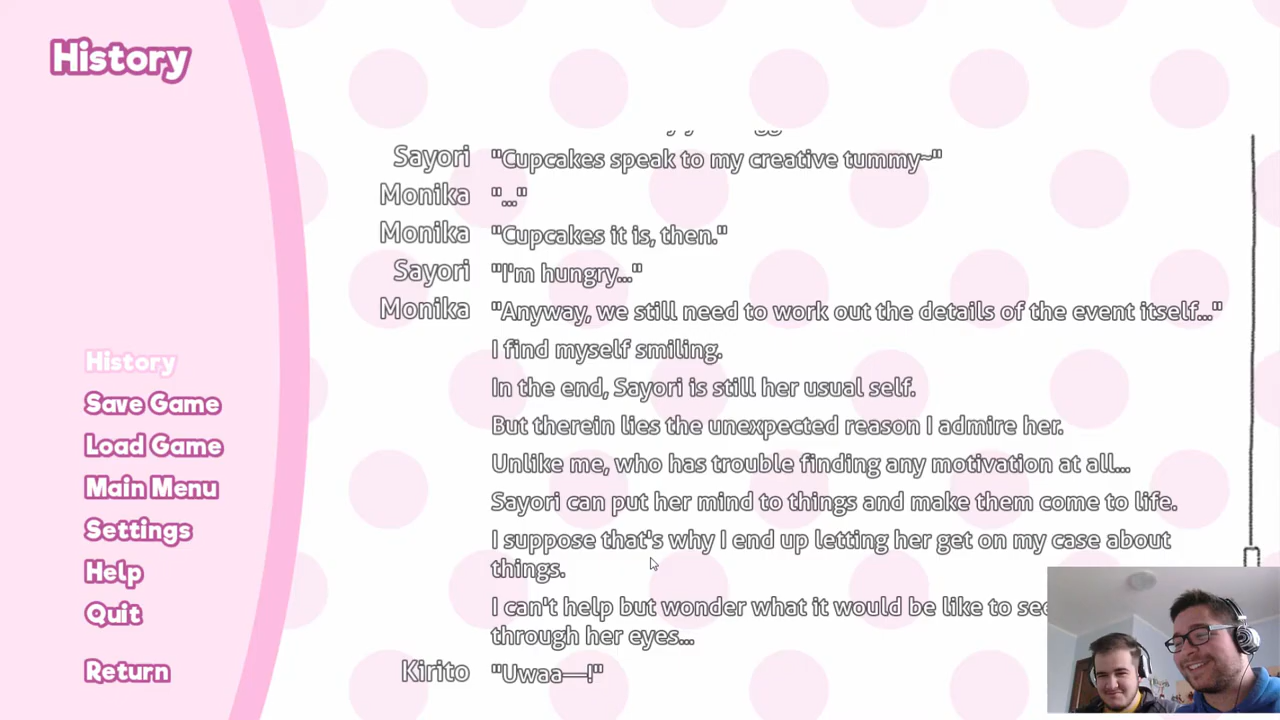 History
Sayori "Cupcakes speak to my creative tummy~"
Monika "..."
Monika "Cupcakes it is, then."
Sayori "I'm hungry..."
Monika "Anyway, we still need to work out the details of the event itself..."
I find myself smiling.
In the end, Sayori is still her usual self.
But therein lies the unexpected reason I admire her.
Unlike me, who has trouble finding any motivation at all...
Sayori can put her mind to things and make them come to life.
I suppose that's why I end up letting her get on my case about
things.
I can't help but wonder what it would be like to see
through her eyes...
Kirito "Uwaa—!"
History
Save Game
Load Game
Main Menu
Settings
Help
Quit
Return